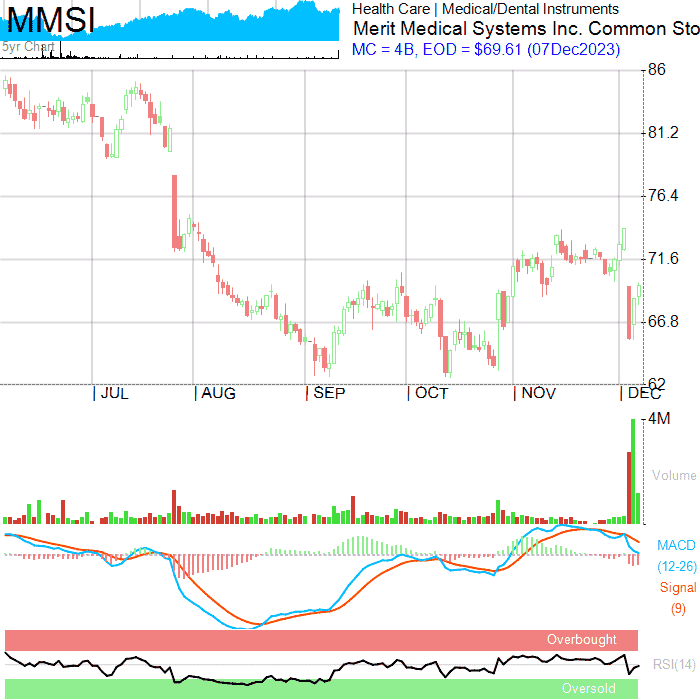 MMSI
5yr Chart
Health Care | Medical/Dental Instruments
Merit Medical Systems Inc. Common Sto
MC = 4B, EOD = $69.61 (07Dec2023)
86
81.2
76.4
71.6
66.8
62
JUL AUG SEP OCT NOV DEC
4M
Volume
MACD
(12-26)
Signal
(9)
Overbought
RSI(14)
Oversold